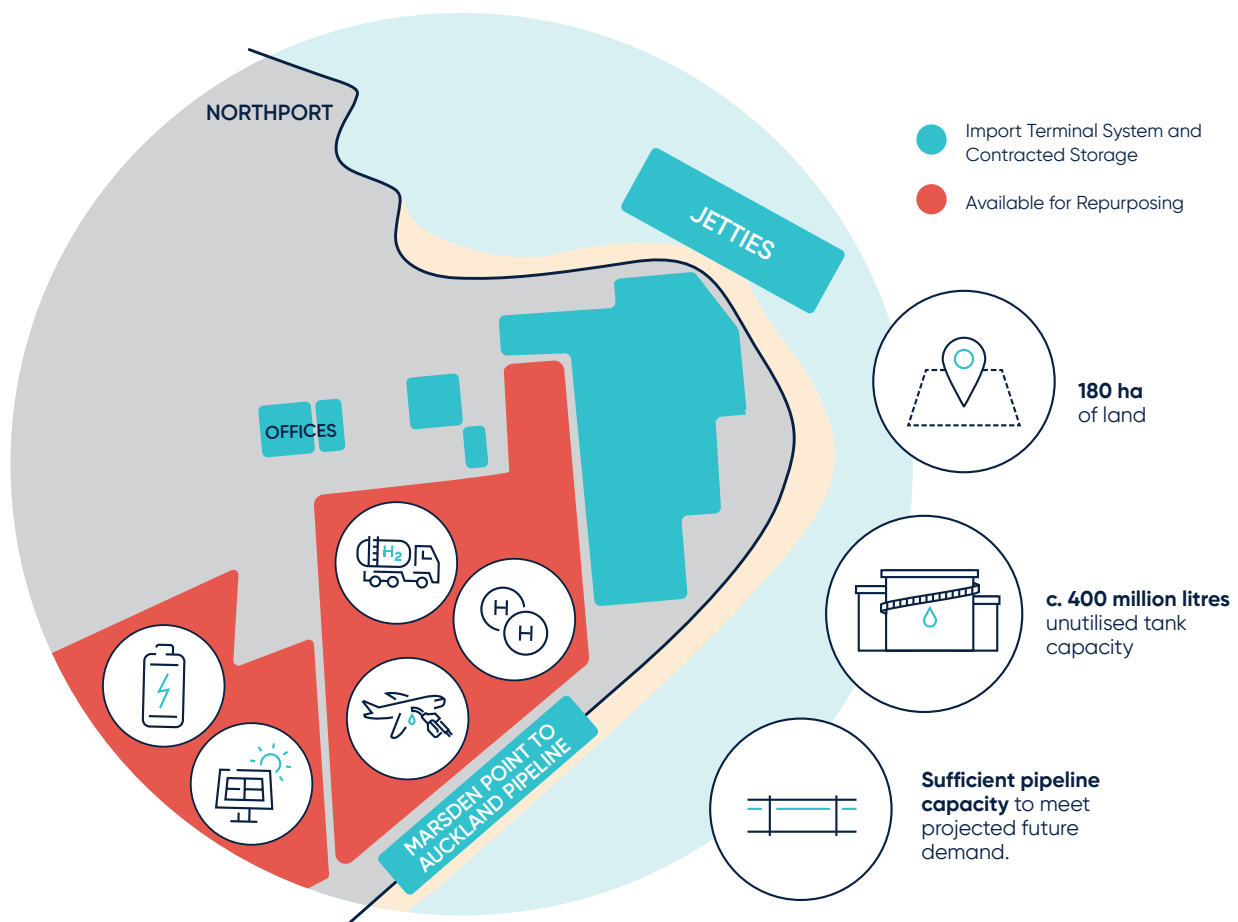 NORTHPORT
Import Terminal System and
Contracted Storage
Available for Repurposing
JETTIES
180 ha
of land
OFFICES
H2
H
H
c. 400 million litres
unutilised tank
capacity
MARSDEN POINT TO
AUCKLAND PIPELINE
Sufficient pipeline
capacity to meet
projected future
demand.